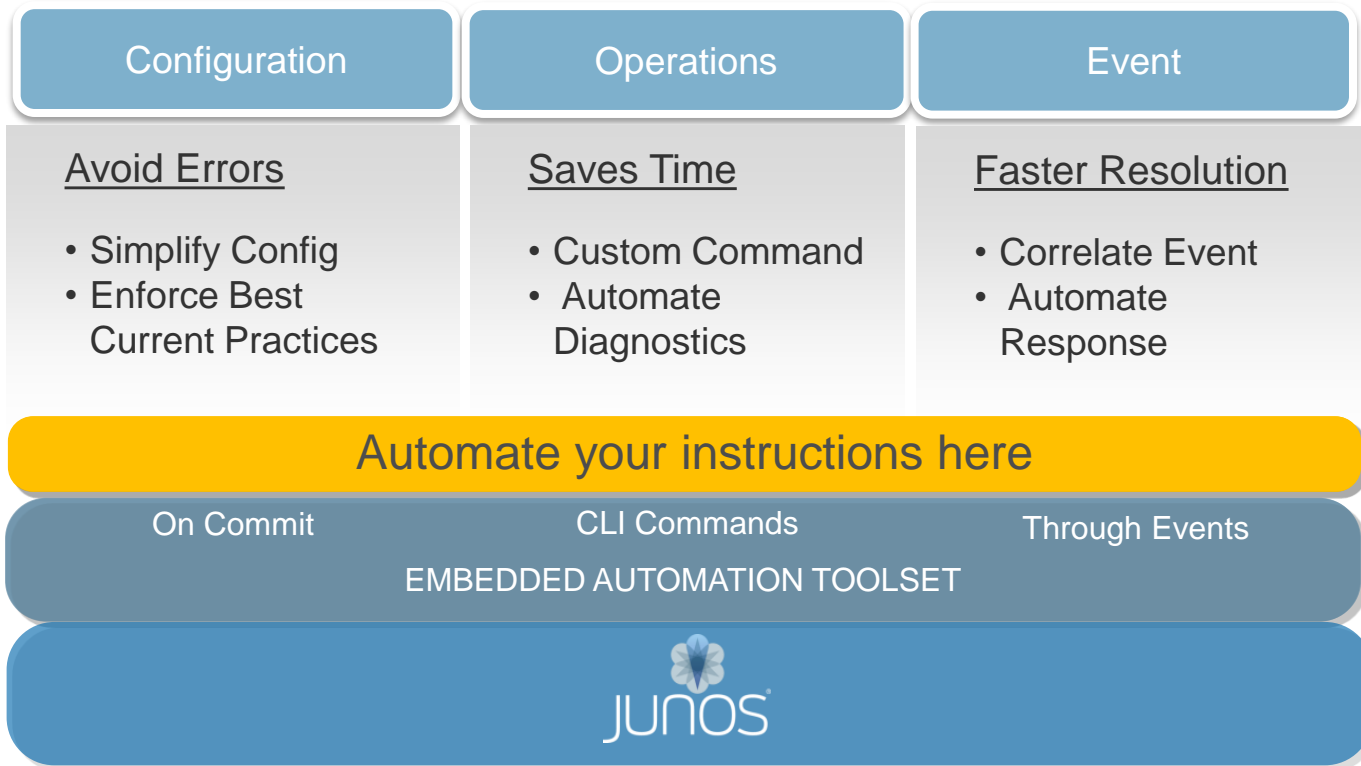 Configuration
Operations
Event
Avoid Errors
• Simplify Config
• Enforce Best
Current Practices
Saves Time
• Custom Command
• Automate
Diagnostics
Faster Resolution
• Correlate Event
• Automate
Response
Automate your instructions here
On Commit
CLI Commands
Through Events
EMBEDDED AUTOMATION TOOLSET
JUNOS®